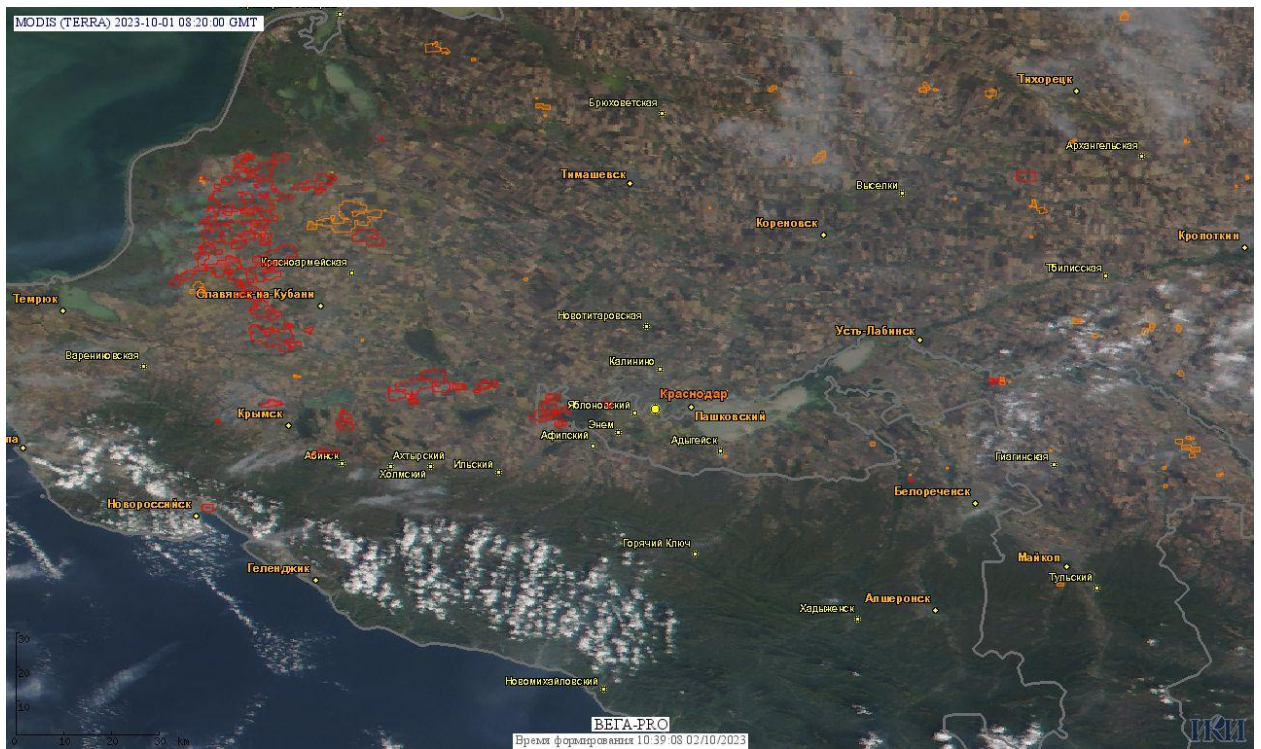 MODIS (TERRA) 2023-10-01 08:20:00 GMT
Тихорецк
Брюховецкая
Архангельская
Тимашевск
Выселки
Кореновск
Кропоткин
Красноармейская
Тбилисская
Славянск-на-Кубани
Темрюк
Новотитаровская
Усть-Лабинск
Варениковская
Калинино
Краснодар
Яблоновский
Крымск
Пашковский
Энем
Афипский
Адыгейск
па
Абинск
Ахтырский
Ильский
Гиагинская
Холмский
Белореченск
Новороссийск
Горячий Ключ
Майкоп
Геленджик
Тульский
Апшеронск
Хадыженск
30
20
Новомихайловский
10
ВЕГА-PRO
ИКИ
0 10 20 30 km
Время формирования 10:39:08 02/10/2023